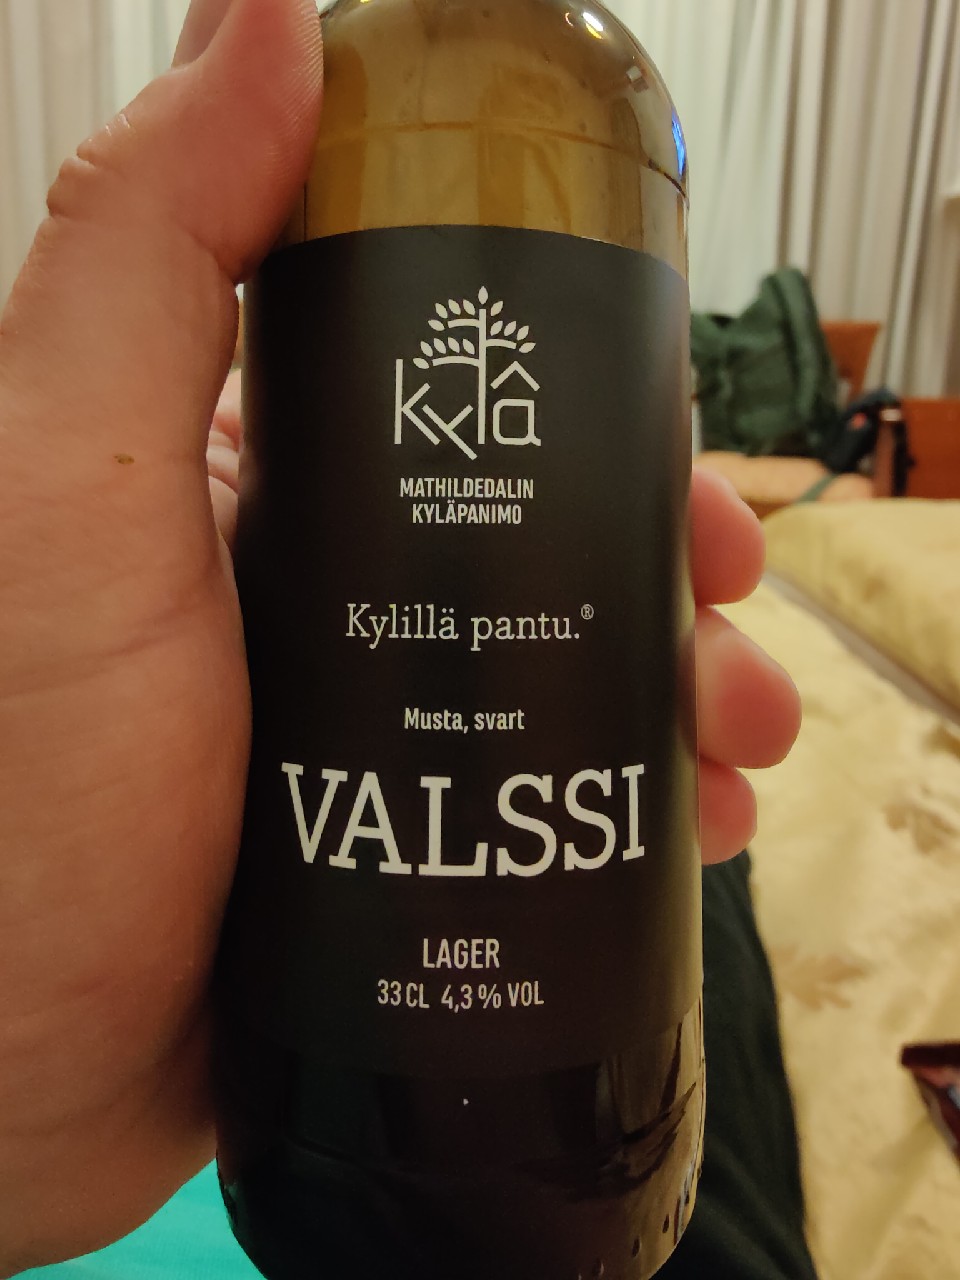 kylâ
MATHILDEDALIN
KYLÄPANIMO
Kylillä pantu.®
Musta, svart
VALSSI
LAGER
33 CL 4,3 % VOL